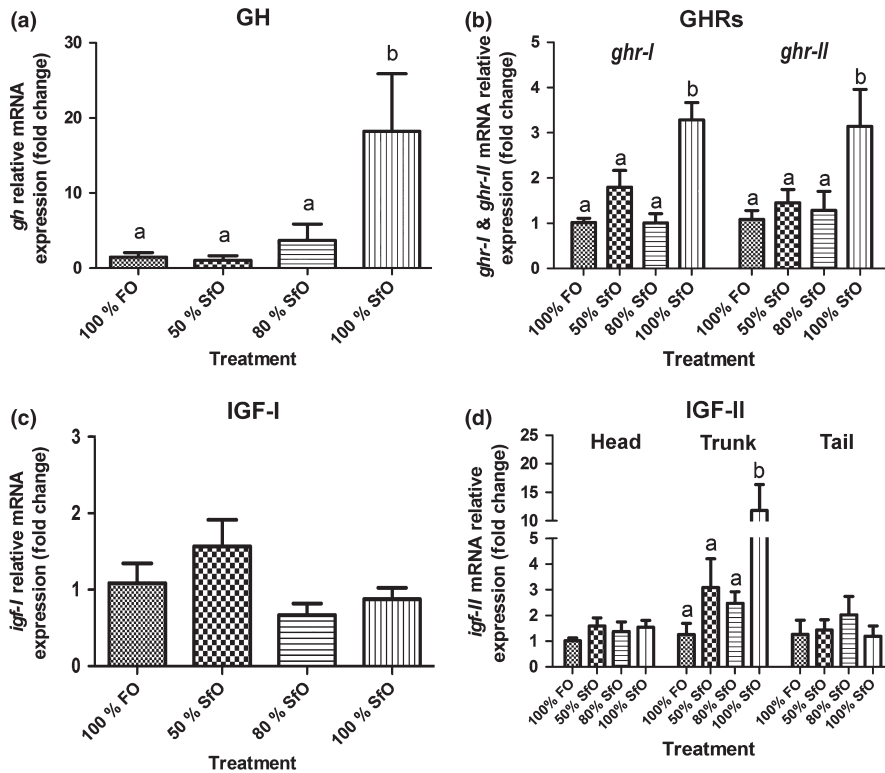 (a)
GH
gh relative mRNA
expression (fold change)
30
20
10
0
a
a
a
b
100 % FO
50 % SfO
80 % SfO
100 % SfO
Treatment
(b)
GHRs
ghr-I & ghr-II mRNA relative
expression (fold change)
5
4
3
2
1
0
ghr-I
ghr-II
a
a
a
b
a
a
a
b
100% FO
50% SfO
80% SfO
100% SfO
100% FO
50% SfO
80% SfO
100% SfO
Treatment
(c)
IGF-I
igf-I relative mRNA
expression (fold change)
3
2
1
0
100 % FO
50 % SfO
80 % SfO
100 % SfO
Treatment
(d)
IGF-II
igf-II mRNA relative
expression (fold change)
25
20
15
10
5
4
3
2
1
0
Head
Trunk
Tail
a
a
a
b
100% FO
50% SfO
80% SfO
100% SfO
100% FO
50% SfO
80% SfO
100% SfO
100% FO
50% SfO
80% SfO
100% SfO
Treatment